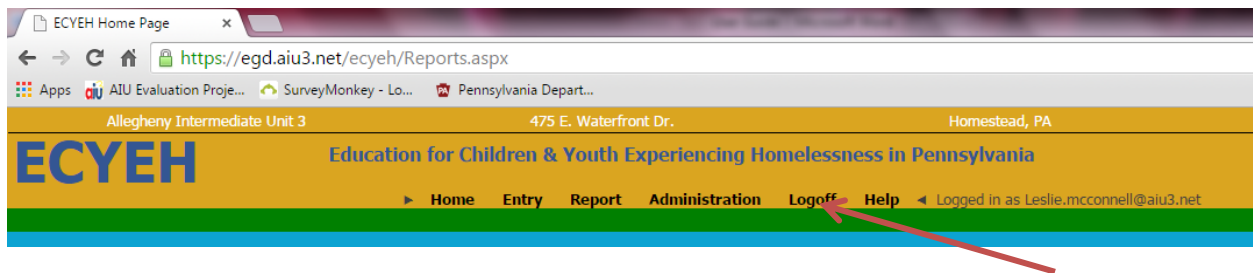 ECYEH Home Page
https://egd.aiu3.net/ecyeh/Reports.aspx
Apps aiu AIU Evaluation Proje... SurveyMonkey - Lo... Pennsylvania Depart...
Allegheny Intermediate Unit 3 475 E. Waterfront Dr. Homestead, PA
ECYEH Education for Children & Youth Experiencing Homelessness in Pennsylvania
Home Entry Report Administration Logoff Help Logged in as Leslie.mcconnell@aiu3.net